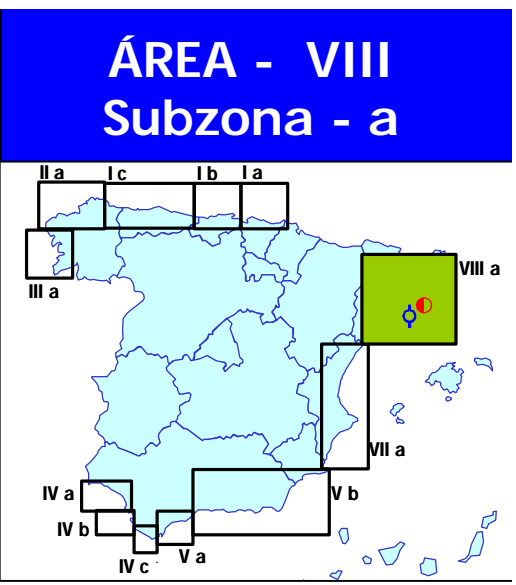 ÁREA - VIII
Subzona - a
II a
I c
I b
I a
III a
VIII a
VII a
IV a
V b
IV b
V a
IV c